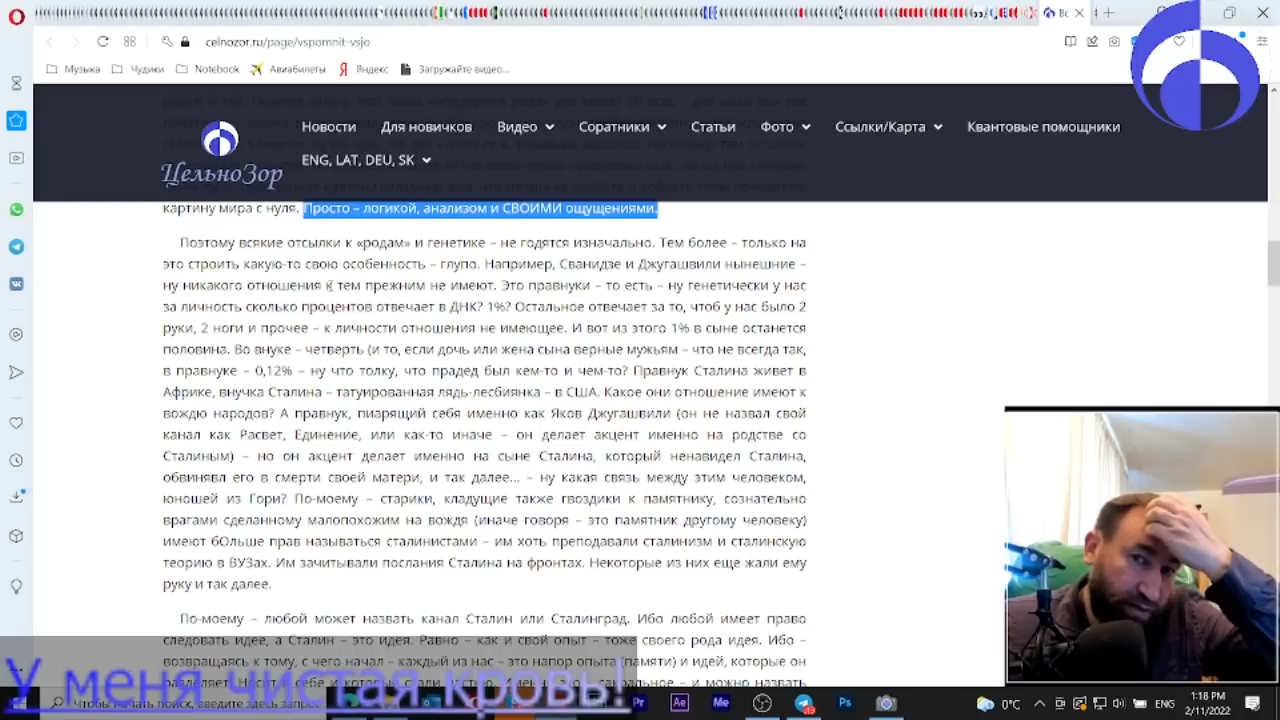 celnozor.ru/page/vspomnit-vsjo
Музыка Чудики Notebook Авиабилеты Яндекс Загружайте видео...
Новости Для новичков Видео Соратники Статьи Фото Ссылки/Карта Квантовые помощники
ENG, LAT, DEU, SK
ЦельноЗор
картину мира с нуля. Просто – логикой, анализом и СВОИМИ ощущениями.
Поэтому всякие отсылки к «родам» и генетике – не годятся изначально. Тем более – только на
это строить какую-то свою особенность – глупо. Например, Сванидзе и Джугашвили нынешние –
ну никакого отношения к тем прежним не имеют. Это правнуки – то есть – ну генетически у нас
за личность сколько процентов отвечает в ДНК? 1%? Остальное отвечает за то, чтоб у нас было 2
руки, 2 ноги и прочее – к личности отношения не имеющее. И вот из этого 1% в сыне останется
половина. Во внуке – четверть (и то, если дочь или жена сына верные мужьям – что не всегда так,
в правнуке – 0,12% – ну что толку, что прадед был кем-то и чем-то? Правнук Сталина живет в
Африке, внучка Сталина – татуированная лядь-лесбиянка – в США. Какое они отношение имеют к
вождю народов? А правнук, пиарящий себя именно как Яков Джугашвили (он не назвал свой
канал как Расвет, Единение, или как-то иначе – он делает акцент именно на родстве со
Сталиным) – но он акцент делает именно на сыне Сталина, который ненавидел Сталина,
обвинял его в смерти своей матери, и так далее... – ну какая связь между этим человеком,
юношей из Гори? По-моему – старики, кладущие также гвоздики к памятнику, сознательно
врагами сделанному малопохожим на вождя (иначе говоря – это памятник другому человеку)
имеют бОльше прав называться сталинистами – им хоть преподавали сталинизм и сталинскую
теорию в ВУЗах. Им зачитывали послания Сталина на фронтах. Некоторые из них еще жали ему
руку и так далее.
По-моему – любой может назвать канал Сталин или Сталинград. Ибо любой имеет право
следовать идее, а Сталин – это идея. Равно – как и свой опыт – тоже своего рода идея. Ибо –
возвращаясь к тому, с чего начал – каждый из нас – это напор опыта (памяти) и идей, которые он
У меня чистая кровь!
Pr Ae Me Ps 0°C 1:18 PM
2/11/2022